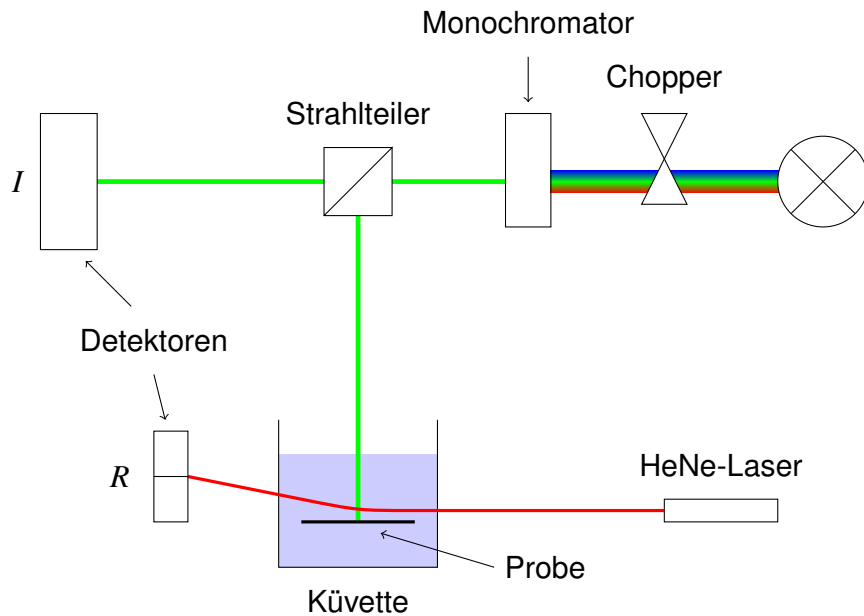 Monochromator
Chopper
Strahlteiler
I
Detektoren
HeNe-Laser
R
Probe
Küvette